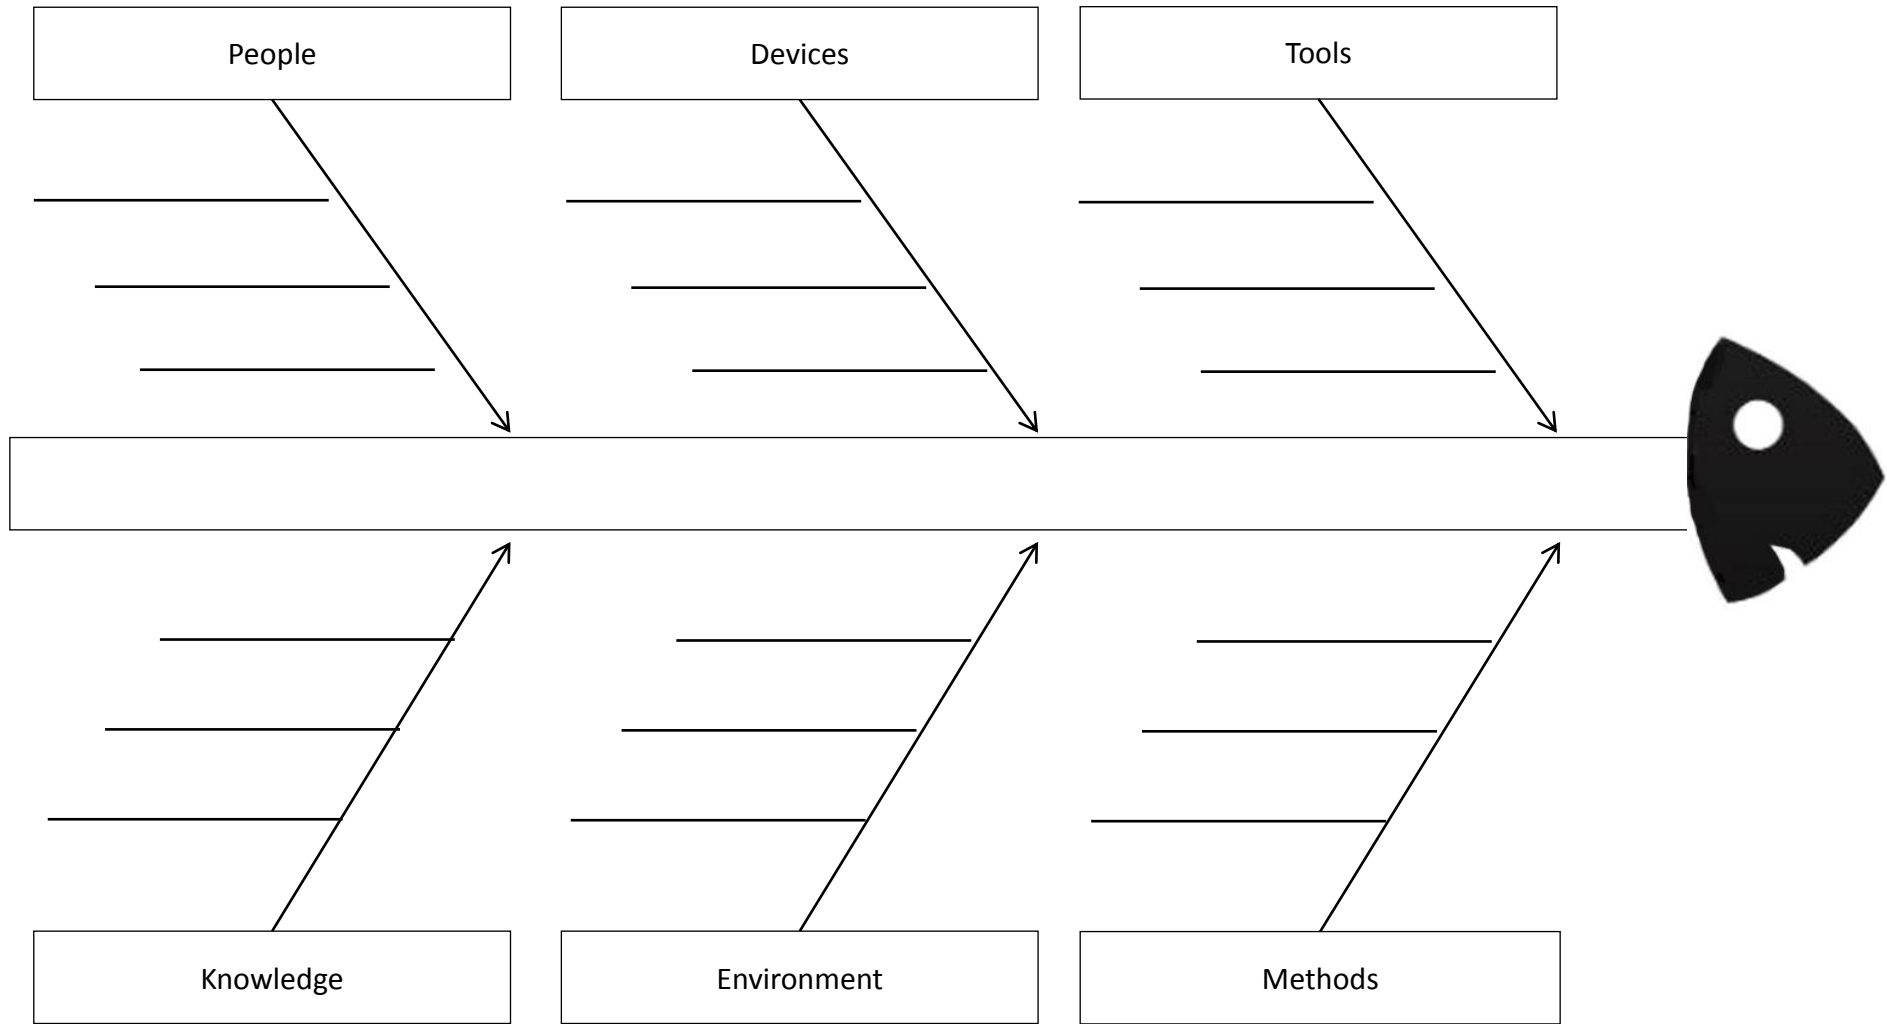 People
Devices
Tools
Knowledge
Environment
Methods